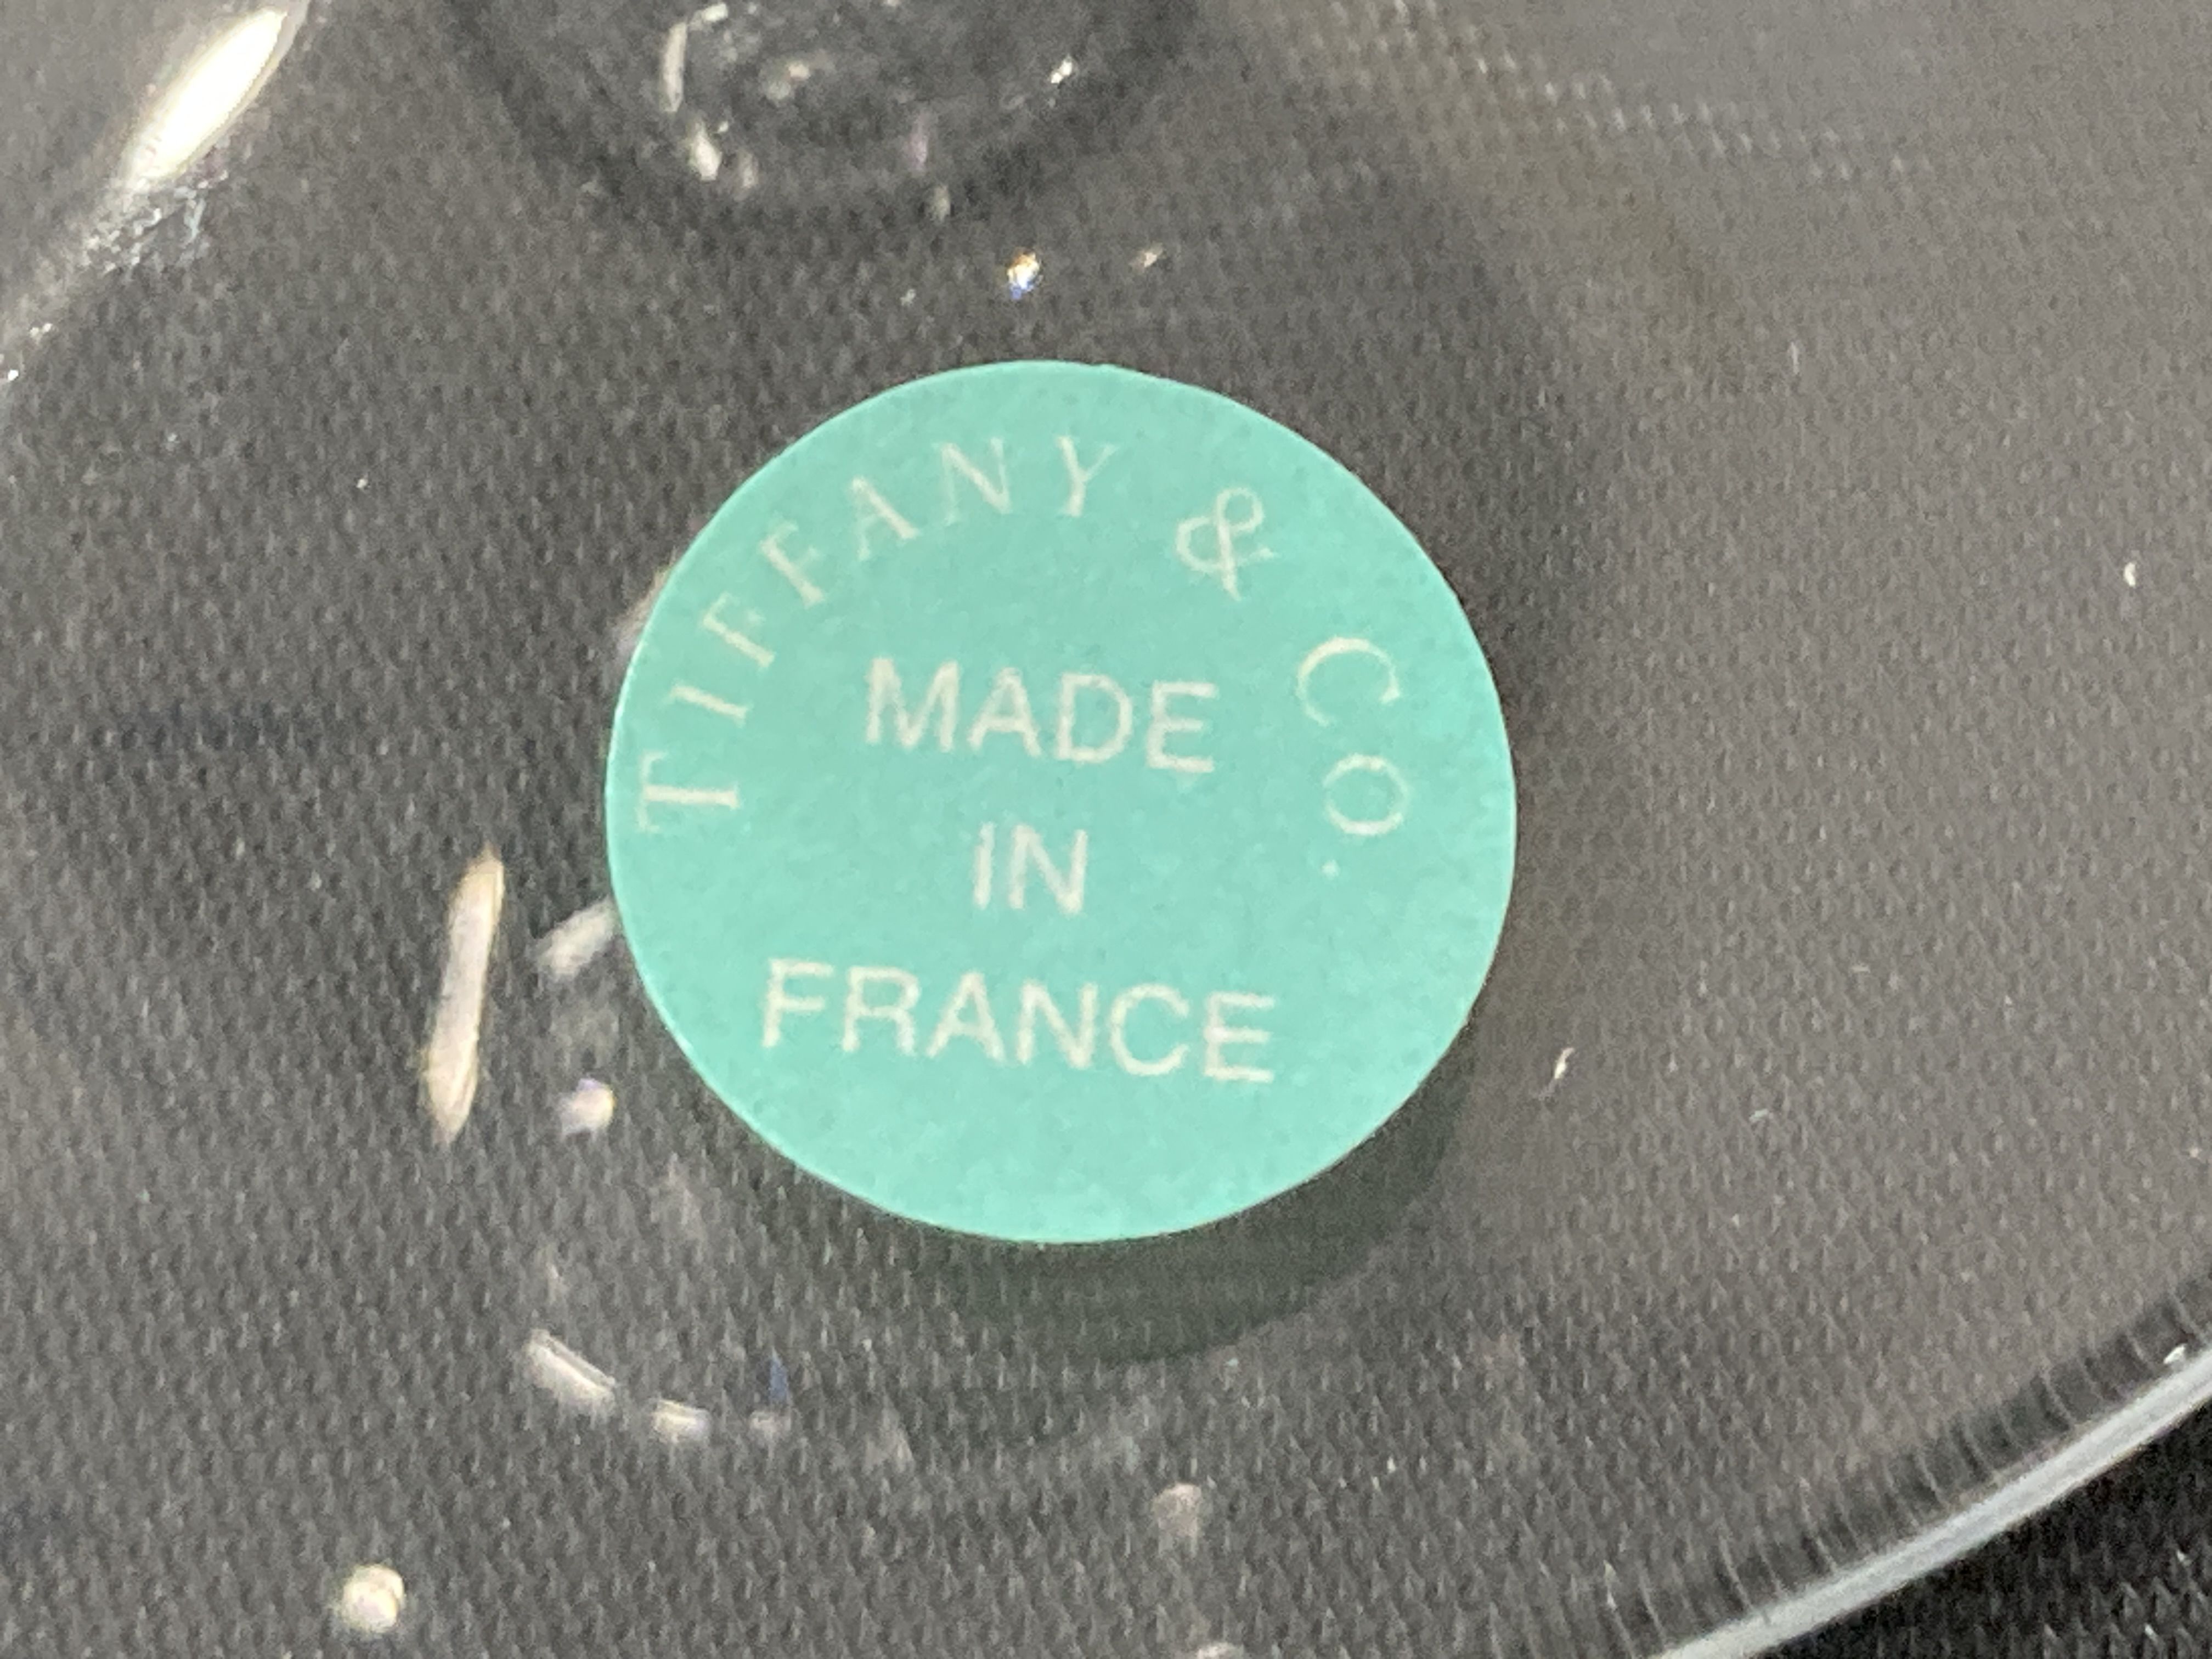 TIFFANY & CO.
MADE
IN
FRANCE